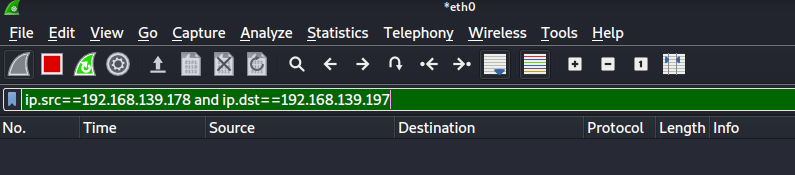 *eth0
File Edit View Go Capture Analyze Statistics Telephony Wireless Tools Help
ip.src==192.168.139.178 and ip.dst==192.168.139.197
No. Time Source Destination Protocol Length Info